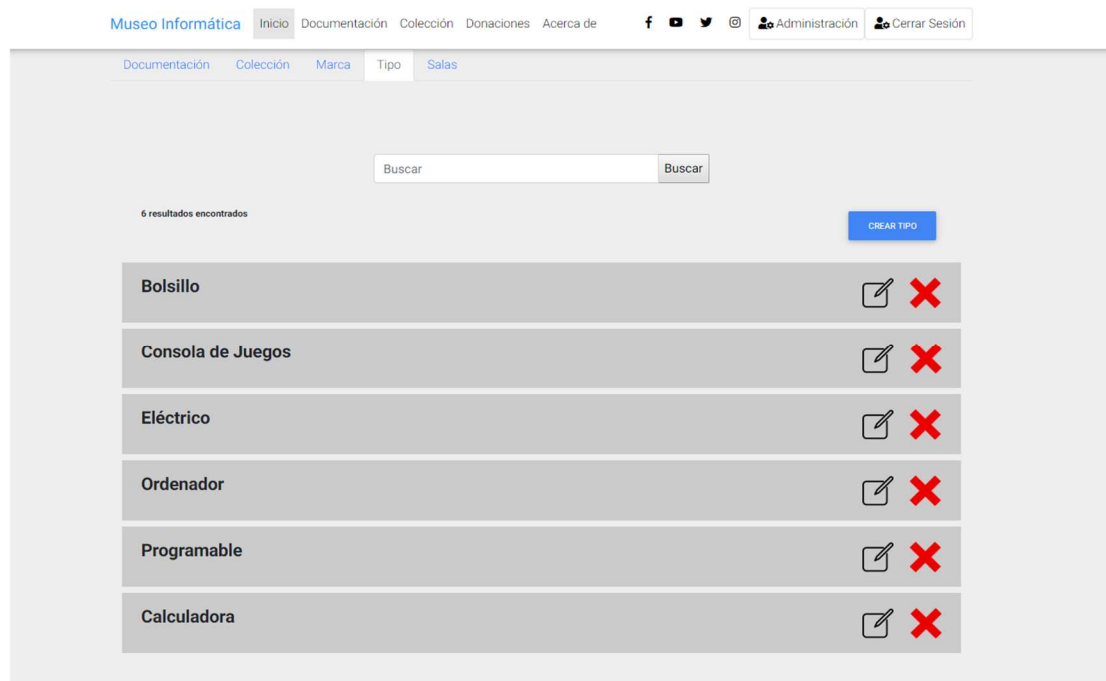 Museo Informática Inicio Documentación Colección Donaciones Acerca de Administración Cerrar Sesión
Documentación Colección Marca Tipo Salas
Buscar Buscar
6 resultados encontrados
CREAR TIPO
Bolsillo
Consola de Juegos
Eléctrico
Ordenador
Programable
Calculadora